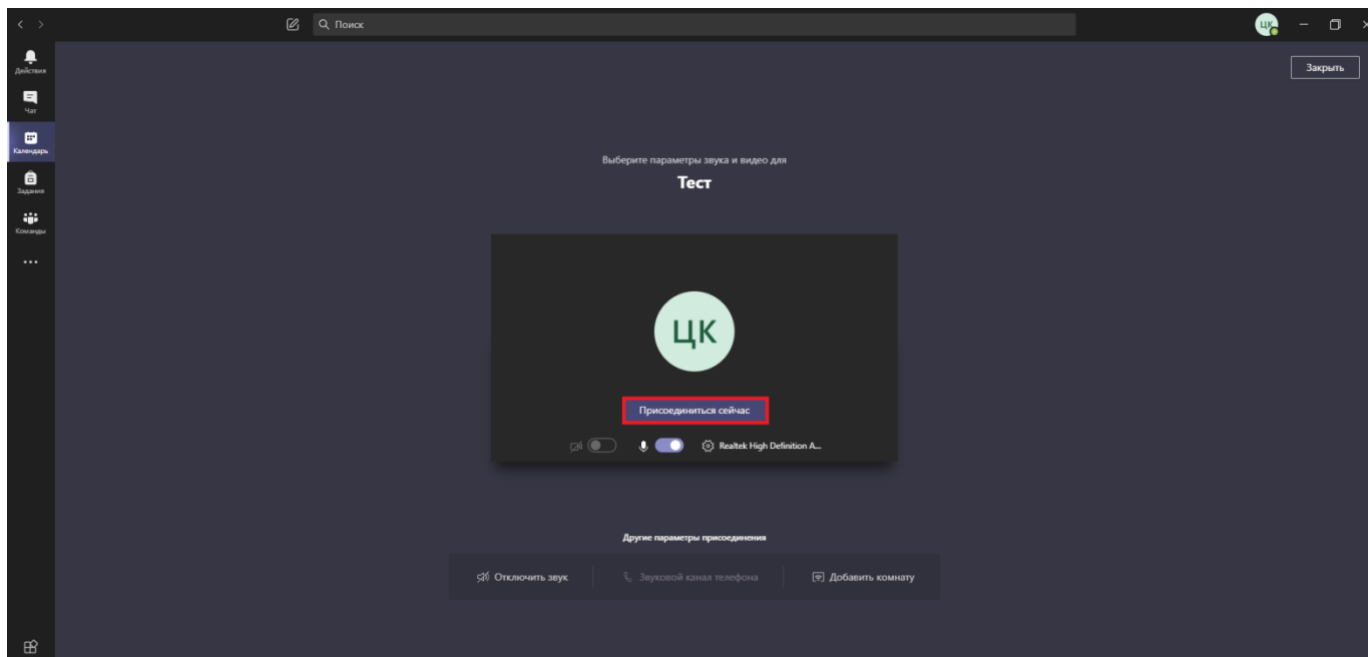 Поиск
ЦК
Действия
Чат
Календарь
Задания
Команды
Закрыть
Выберите параметры звука и видео для
Тест
ЦК
Присоединиться сейчас
Realtek High Definition A...
Другие параметры присоединения
Отключить звук
Звуковой канал телефона
Добавить комнату